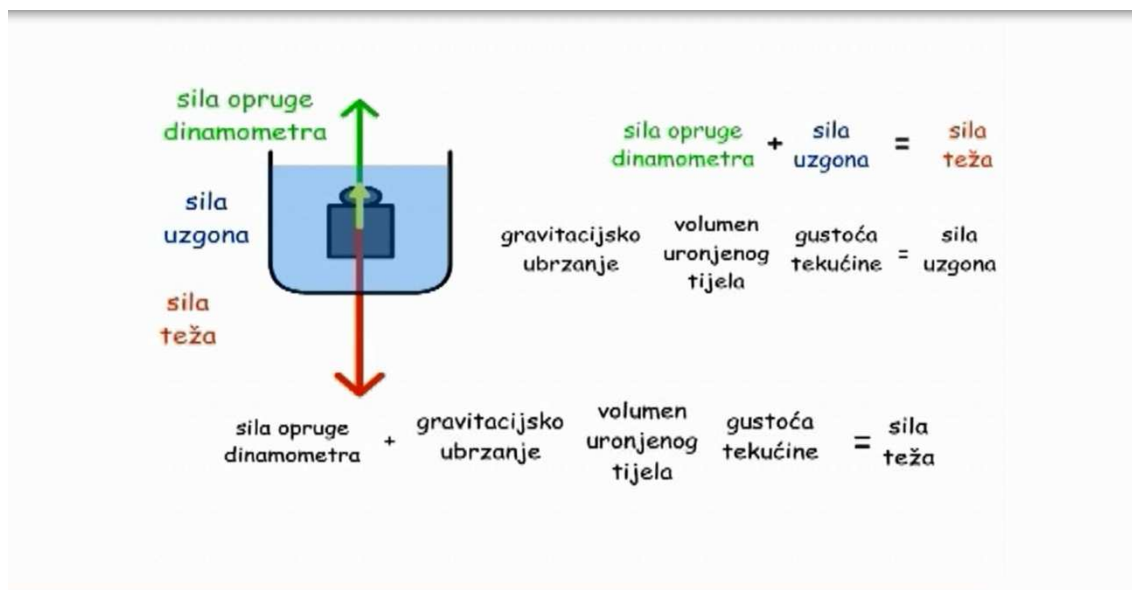 sila opruge
dinamometra
sila
uzgona
sila
teža
sila opruge
dinamometra
+
sila
uzgona
=
sila
teža
gravitacijsko
ubrzanje
volumen
uronjenog
tijela
gustoća
tekućine
=
sila
uzgona
sila opruge
dinamometra
+
gravitacijsko
ubrzanje
volumen
uronjenog
tijela
gustoća
tekućine
=
sila
teža